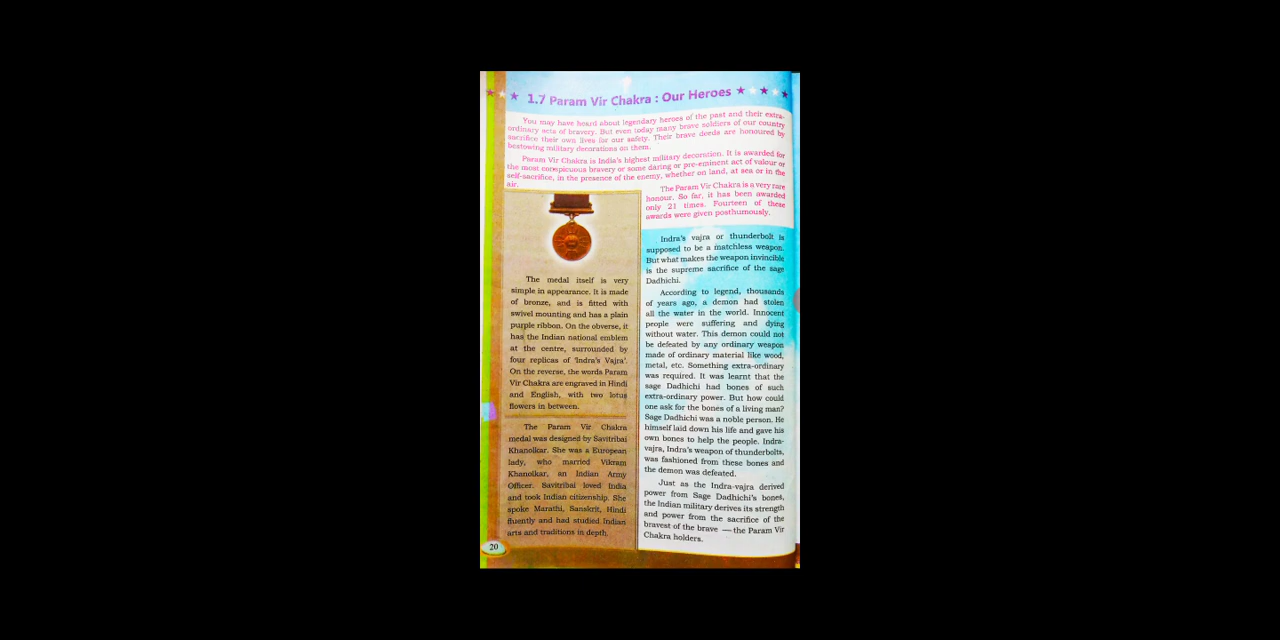 1.7 Param Vir Chakra : Our Heroes
You may have heard about legendary heroes of the past and their extra-
ordinary acts of bravery. But even today many brave soldiers of our country
sacrifice their own lives for our safety. Their brave deeds are honoured by
bestowing military decorations on them.
Param Vir Chakra is India's highest military decoration. It is awarded for
the most conspicuous bravery or some daring or pre-eminent act of valour or
self-sacrifice, in the presence of the enemy, whether on land, at sea or in the
air.
The medal itself is very
simple in appearance. It is made
of bronze, and is fitted with
swivel mounting and has a plain
purple ribbon. On the obverse, it
has the Indian national emblem
at the centre, surrounded by
four replicas of 'Indra's Vajra'.
On the reverse, the words Param
Vir Chakra are engraved in Hindi
and English, with two lotus
flowers in between.
The Param Vir Chakra
medal was designed by Savitribai
Khanolkar. She was a European
lady, who married Vikram
Khanolkar, an Indian Army
Officer. Savitribai loved India
and took Indian citizenship. She
spoke Marathi, Sanskrit, Hindi
fluently and had studied Indian
arts and traditions in depth.
The Param Vir Chakra is a very rare
honour. So far, it has been awarded
only 21 times. Fourteen of these
awards were given posthumously.
Indra's vajra or thunderbolt is
supposed to be a matchless weapon.
But what makes the weapon invincible
is the supreme sacrifice of the sage
Dadhichi.
According to legend, thousands
of years ago, a demon had stolen
all the water in the world. Innocent
people were suffering and dying
without water. This demon could not
be defeated by any ordinary weapon
made of ordinary material like wood,
metal, etc. Something extra-ordinary
was required. It was learnt that the
sage Dadhichi had bones of such
extra-ordinary power. But how could
one ask for the bones of a living man?
Sage Dadhichi was a noble person. He
himself laid down his life and gave his
own bones to help the people. Indra-
vajra, Indra's weapon of thunderbolts,
was fashioned from these bones and
the demon was defeated.
Just as the Indra-vajra derived
power from Sage Dadhichi's bones,
the Indian military derives its strength
and power from the sacrifice of the
bravest of the brave — the Param Vir
Chakra holders.
20